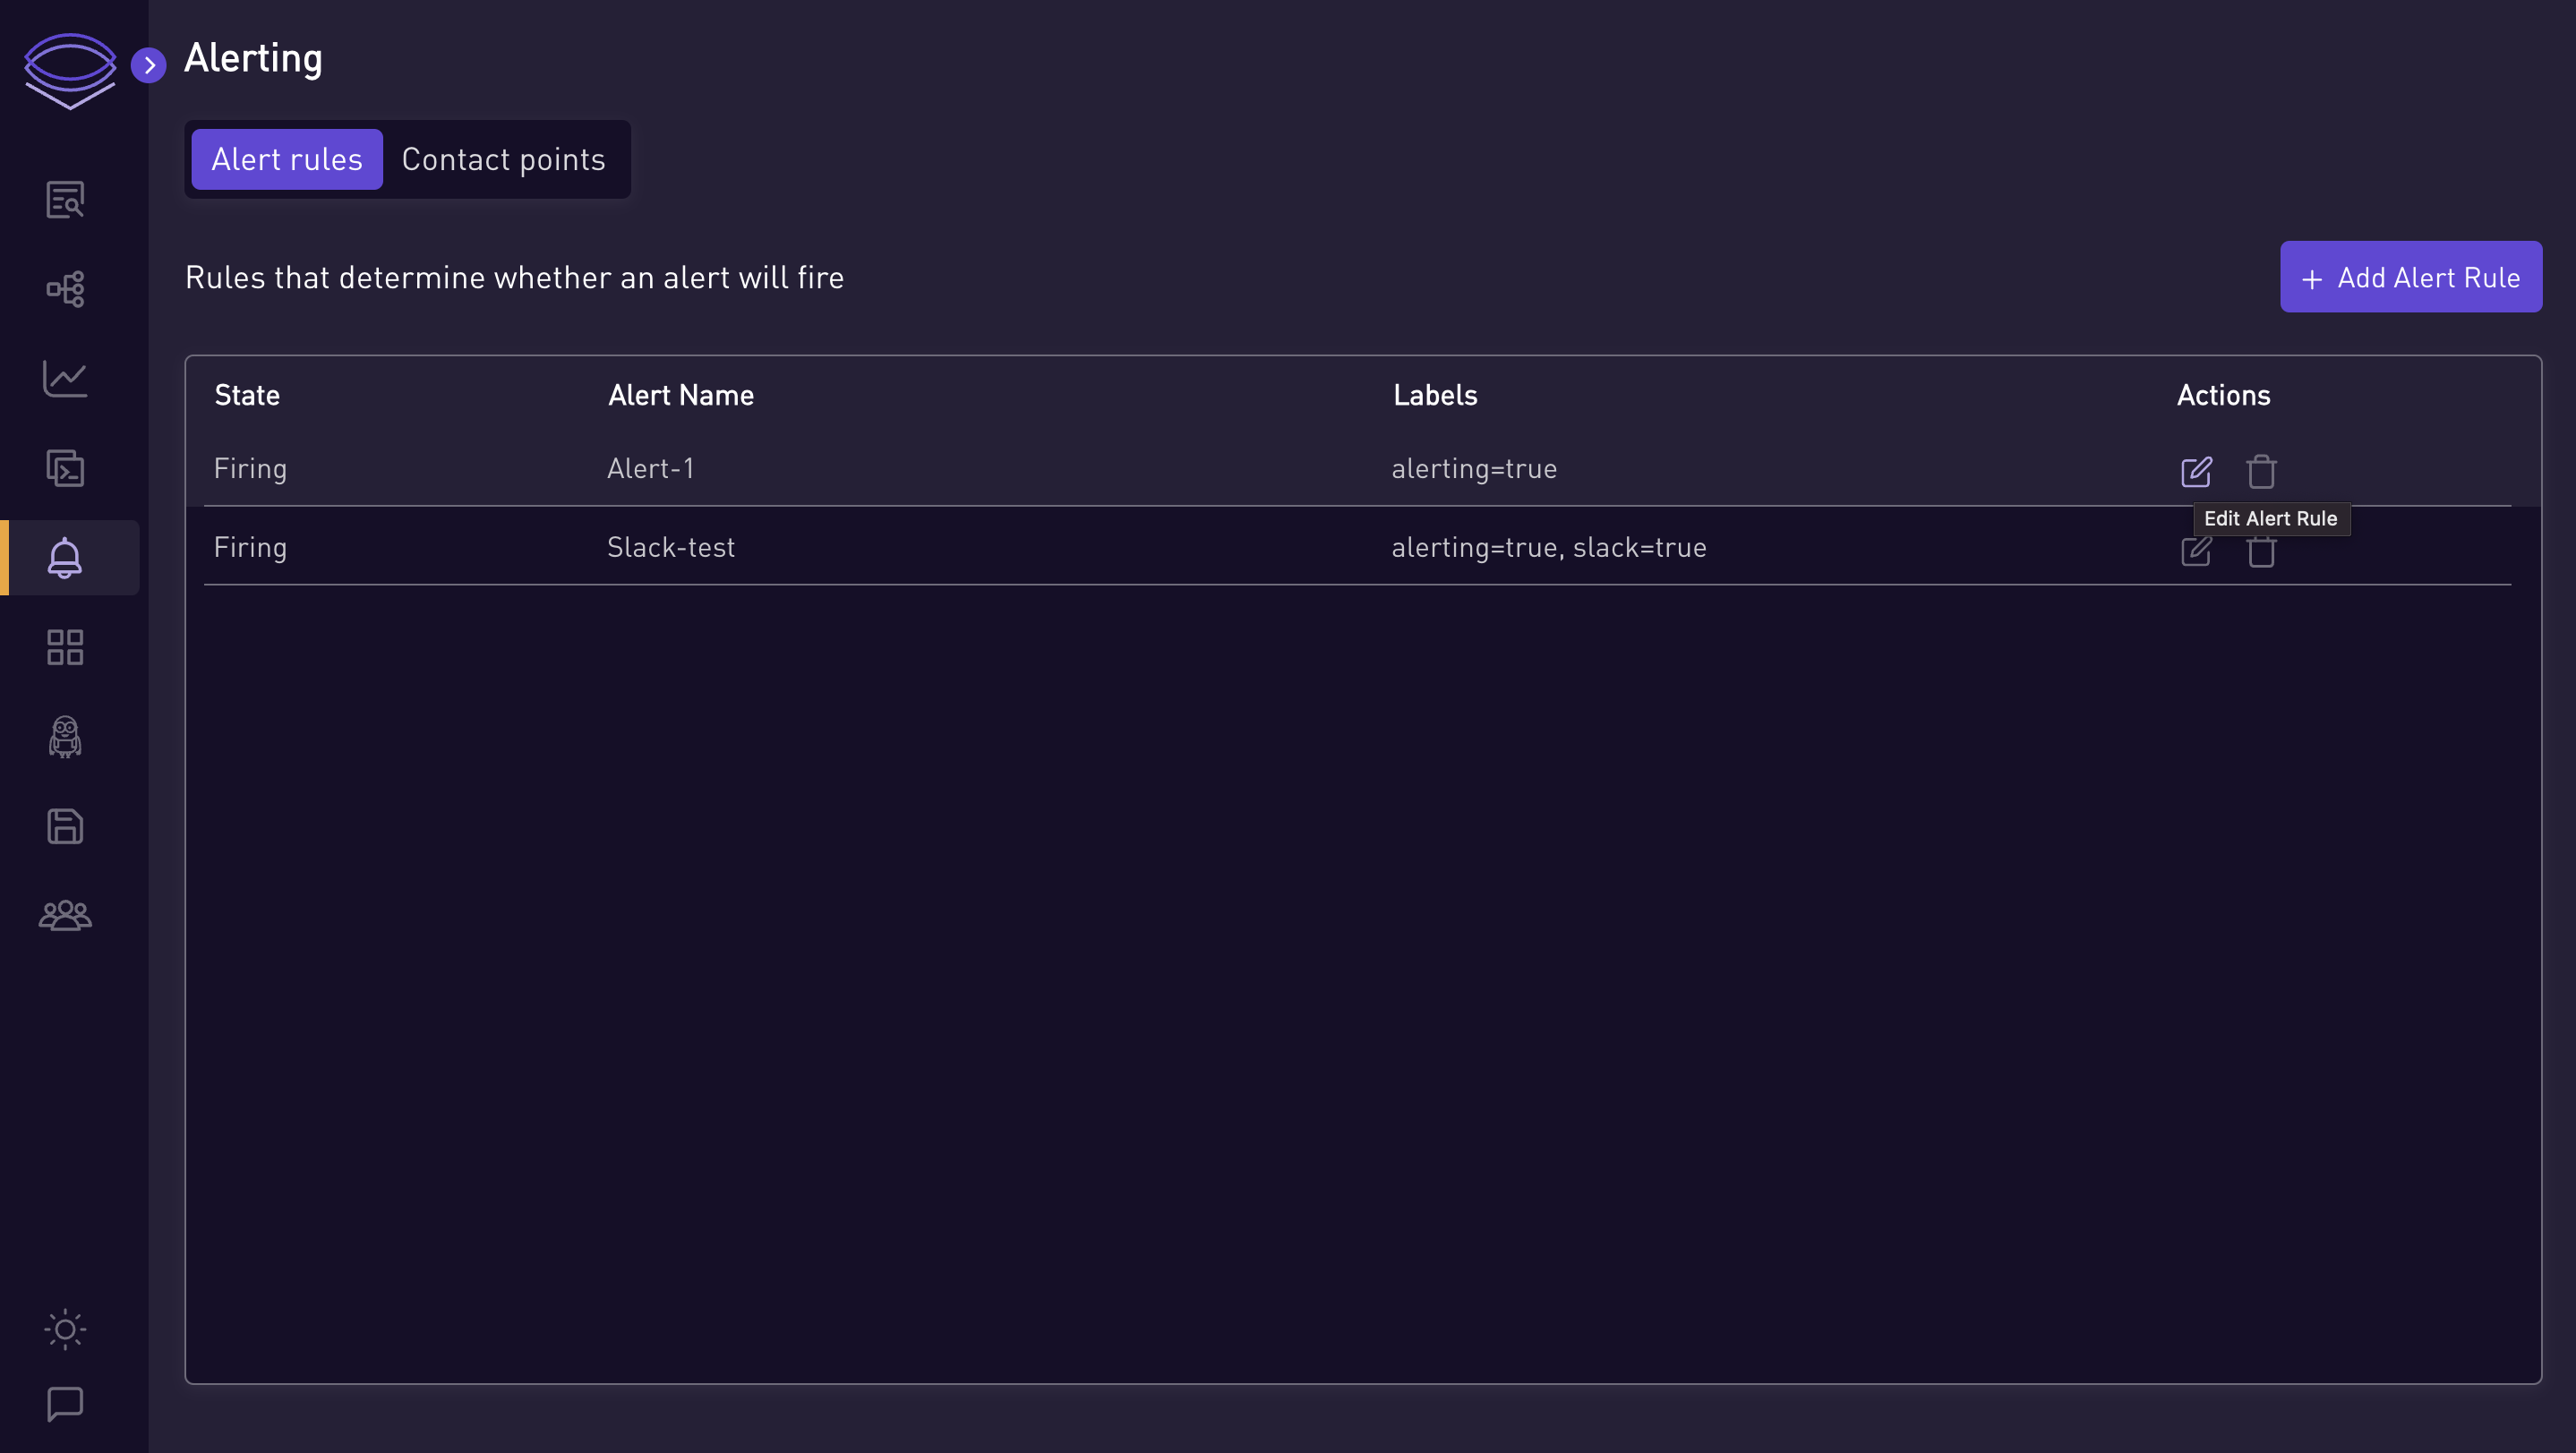 Alerting
Alert rules Contact points
Rules that determine whether an alert will fire
+ Add Alert Rule
State Alert Name Labels Actions
Firing Alert-1 alerting=true
Edit Alert Rule
Firing Slack-test alerting=true, slack=true